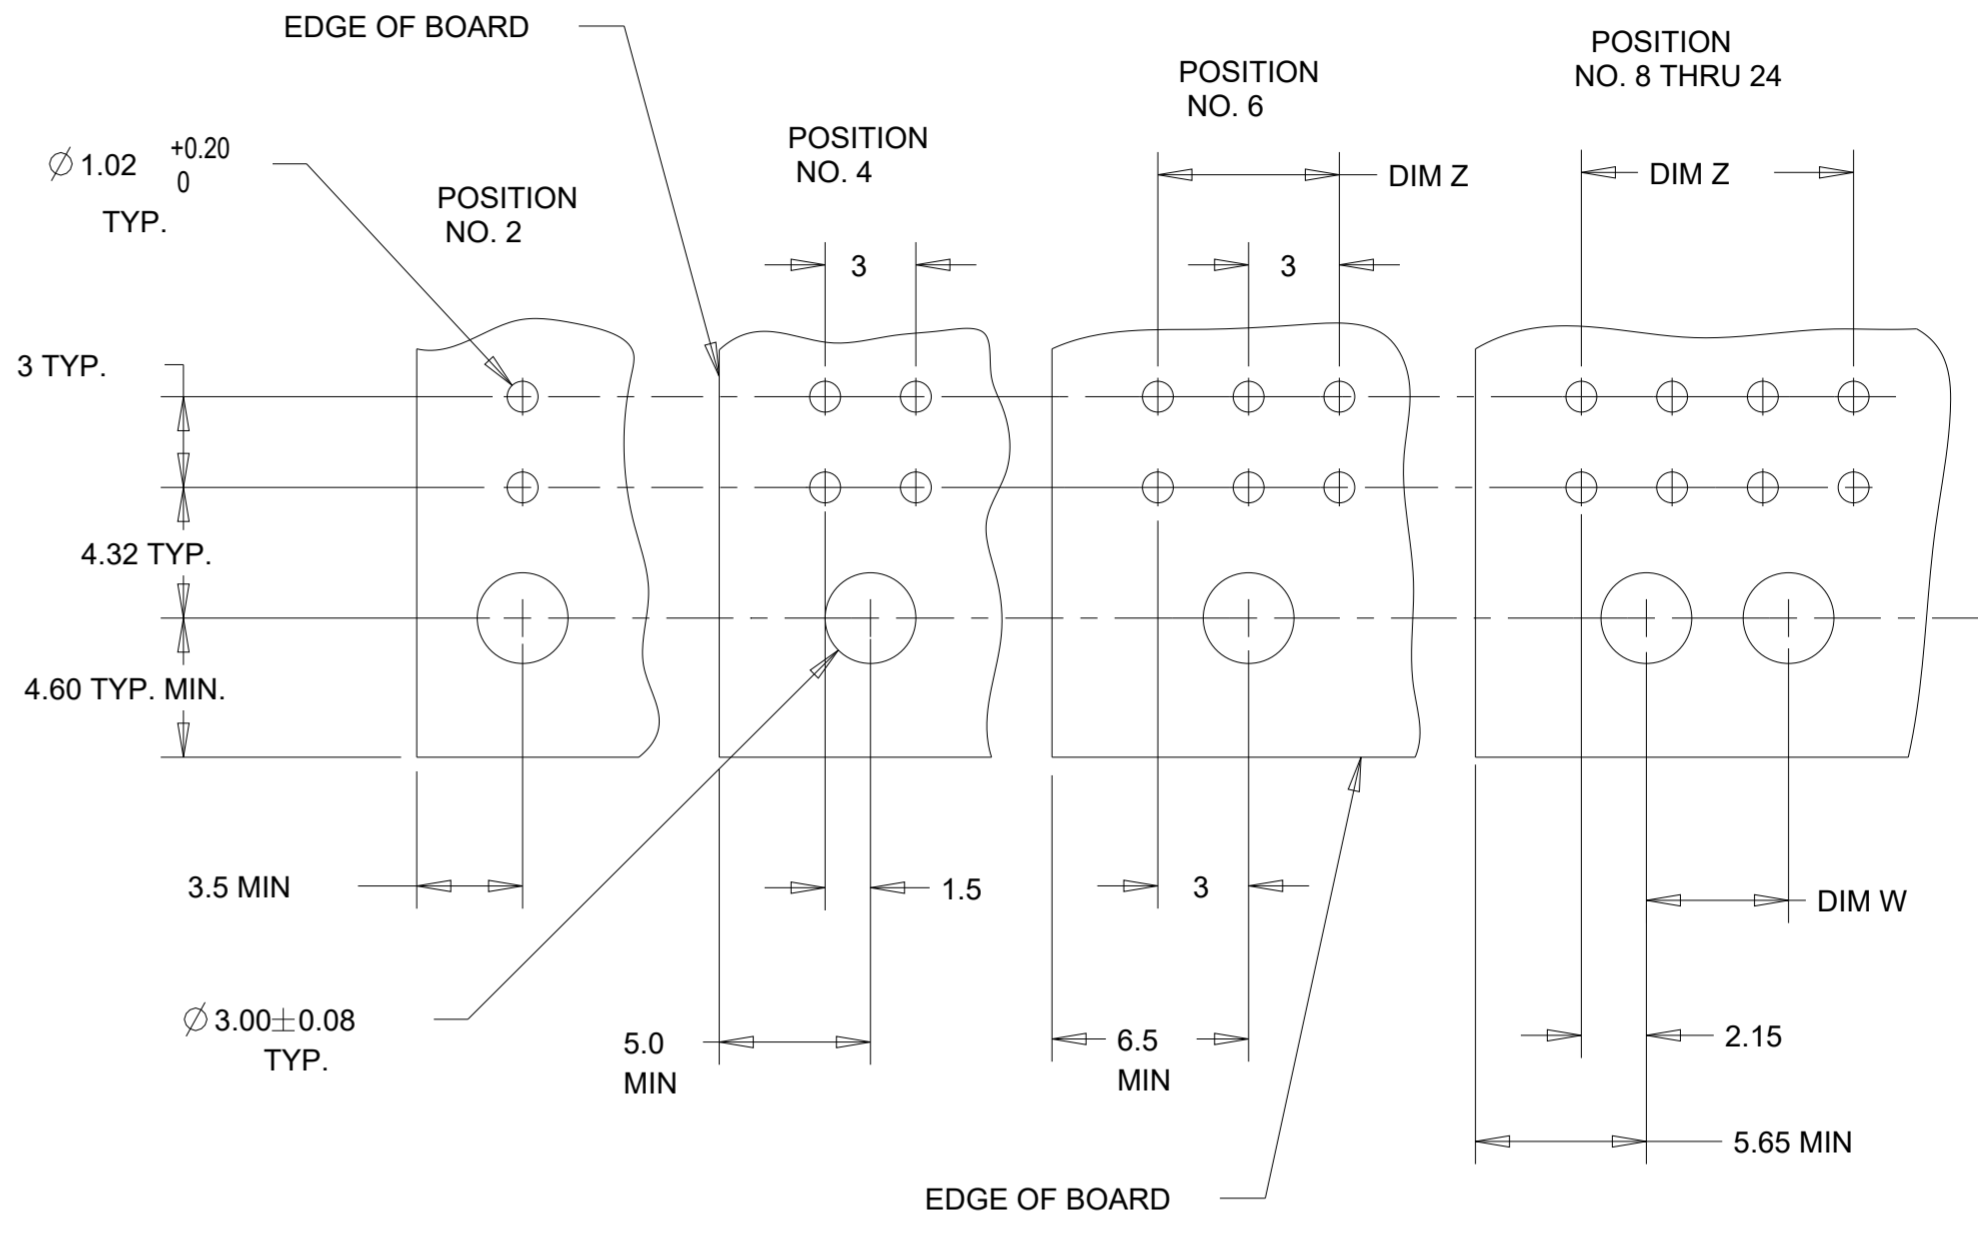 EDGE OF BOARD
POSITION
NO. 8 THRU 24
POSITION
NO. 6
POSITION
NO. 4
POSITION
NO. 2
∅ 1.02 +0.20
0
TYP.
DIM Z
DIM Z
3
3
3 TYP.
4.32 TYP.
4.60 TYP. MIN.
3.5 MIN
1.5
3
DIM W
∅ 3.00±0.08
TYP.
5.0
MIN
6.5
MIN
2.15
5.65 MIN
EDGE OF BOARD